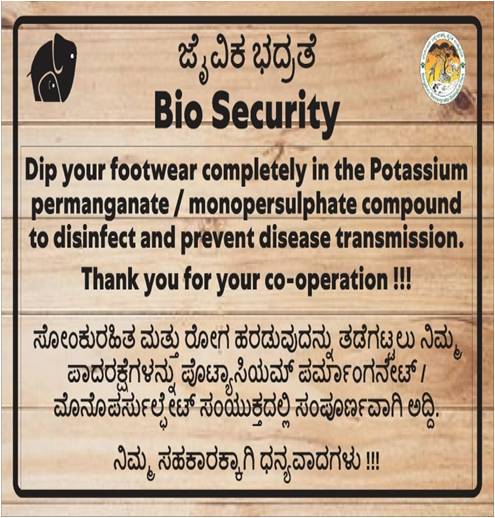 ಜೈವಿಕ ಭದ್ರತೆ
Bio Security
Dip your footwear completely in the Potassium
permanganate / monopersulphate compound
to disinfect and prevent disease transmission.
Thank you for your co-operation !!!
ಸೋಂಕುರಹಿತ ಮತ್ತು ರೋಗ ಹರಡುವುದನ್ನು ತಡೆಗಟ್ಟಲು ನಿಮ್ಮ
ಪಾದರಕ್ಷೆಗಳನ್ನು ಪೊಟ್ಯಾಸಿಯಮ್ ಪರ್ಮಾಂಗನೇಟ್ /
ಮೊನೊಪರ್ಸುಲ್ಫೇಟ್ ಸಂಯುಕ್ತದಲ್ಲಿ ಸಂಪೂರ್ಣವಾಗಿ ಅದ್ದಿ.
ನಿಮ್ಮ ಸಹಕಾರಕ್ಕಾಗಿ ಧನ್ಯವಾದಗಳು !!!